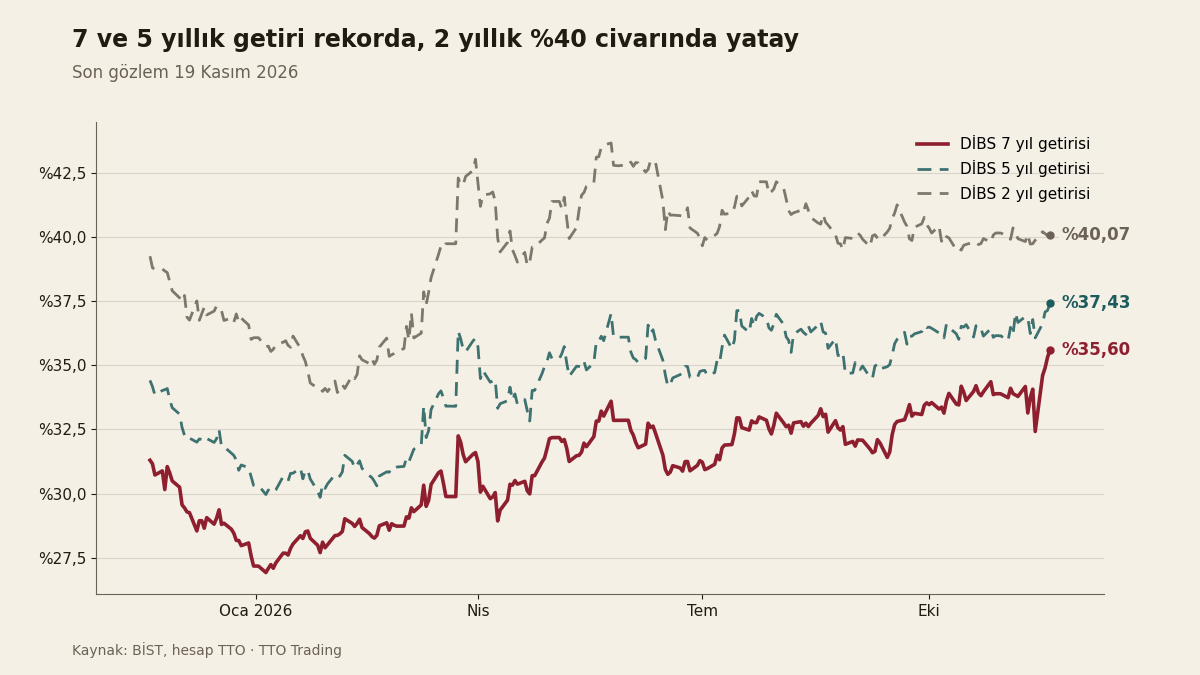 7 ve 5 yıllık getiri rekorda, 2 yıllık %40 civarında yatay
Son gözlem 19 Kasım 2026
DİBS 7 yıl getirisi
DİBS 5 yıl getirisi
DİBS 2 yıl getirisi
%42,5
%40,0
%37,5
%35,0
%32,5
%30,0
%27,5
%40,07
%37,43
%35,60
Oca 2026
Nis
Tem
Eki
Kaynak: BİST, hesap TTO · TTO Trading